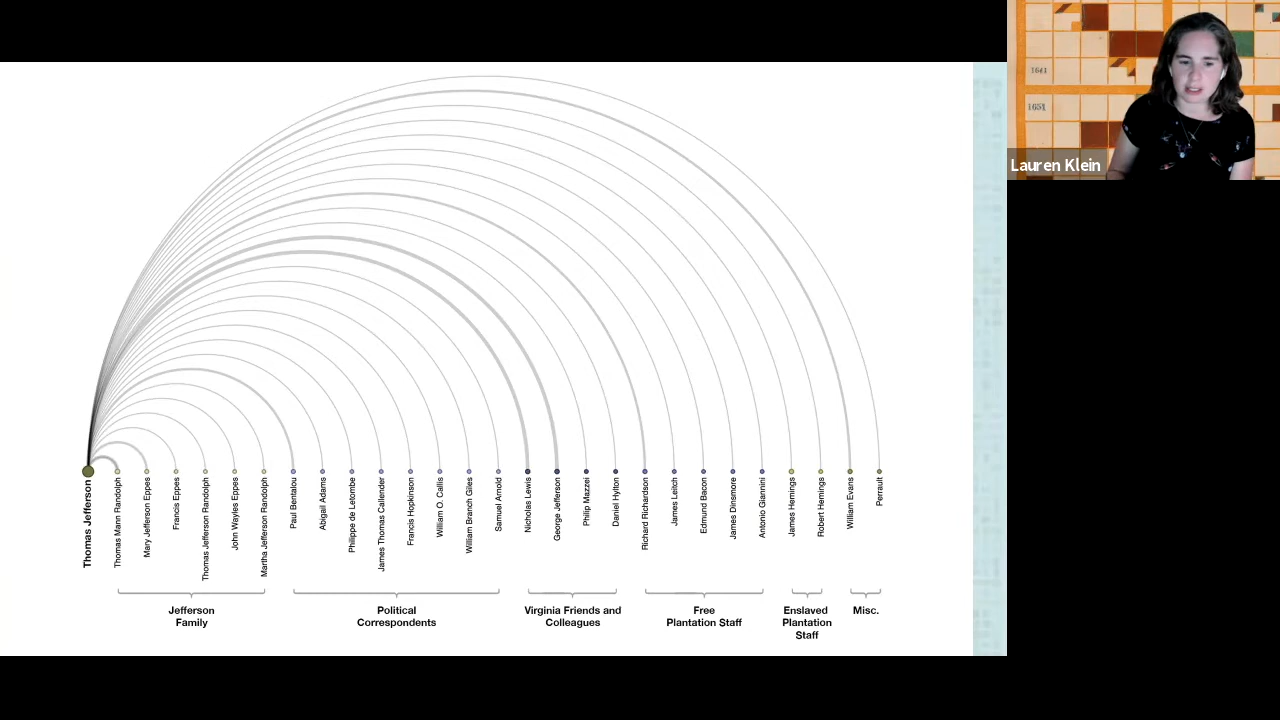 1641
1651
Lauren Klein
Thomas Jefferson
Thomas Mann Randolph
Mary Jefferson Eppes
Francis Eppes
Thomas Jefferson Randolph
John Wayles Eppes
Martha Jefferson Randolph
Paul Bentalou
Abigail Adams
Philippe de Letombe
James Thomas Callender
Francis Hopkinson
William O. Callis
William Branch Giles
Samuel Arnold
Nicholas Lewis
George Jefferson
Philip Mazzei
Daniel Hylton
Richard Richardson
James Leitch
Edmund Bacon
James Dinsmore
Antonio Giannini
James Hemings
Robert Hemings
William Evans
Perrault
Jefferson
Family
Political
Correspondents
Virginia Friends and
Colleagues
Free
Plantation Staff
Enslaved
Plantation
Staff
Misc.